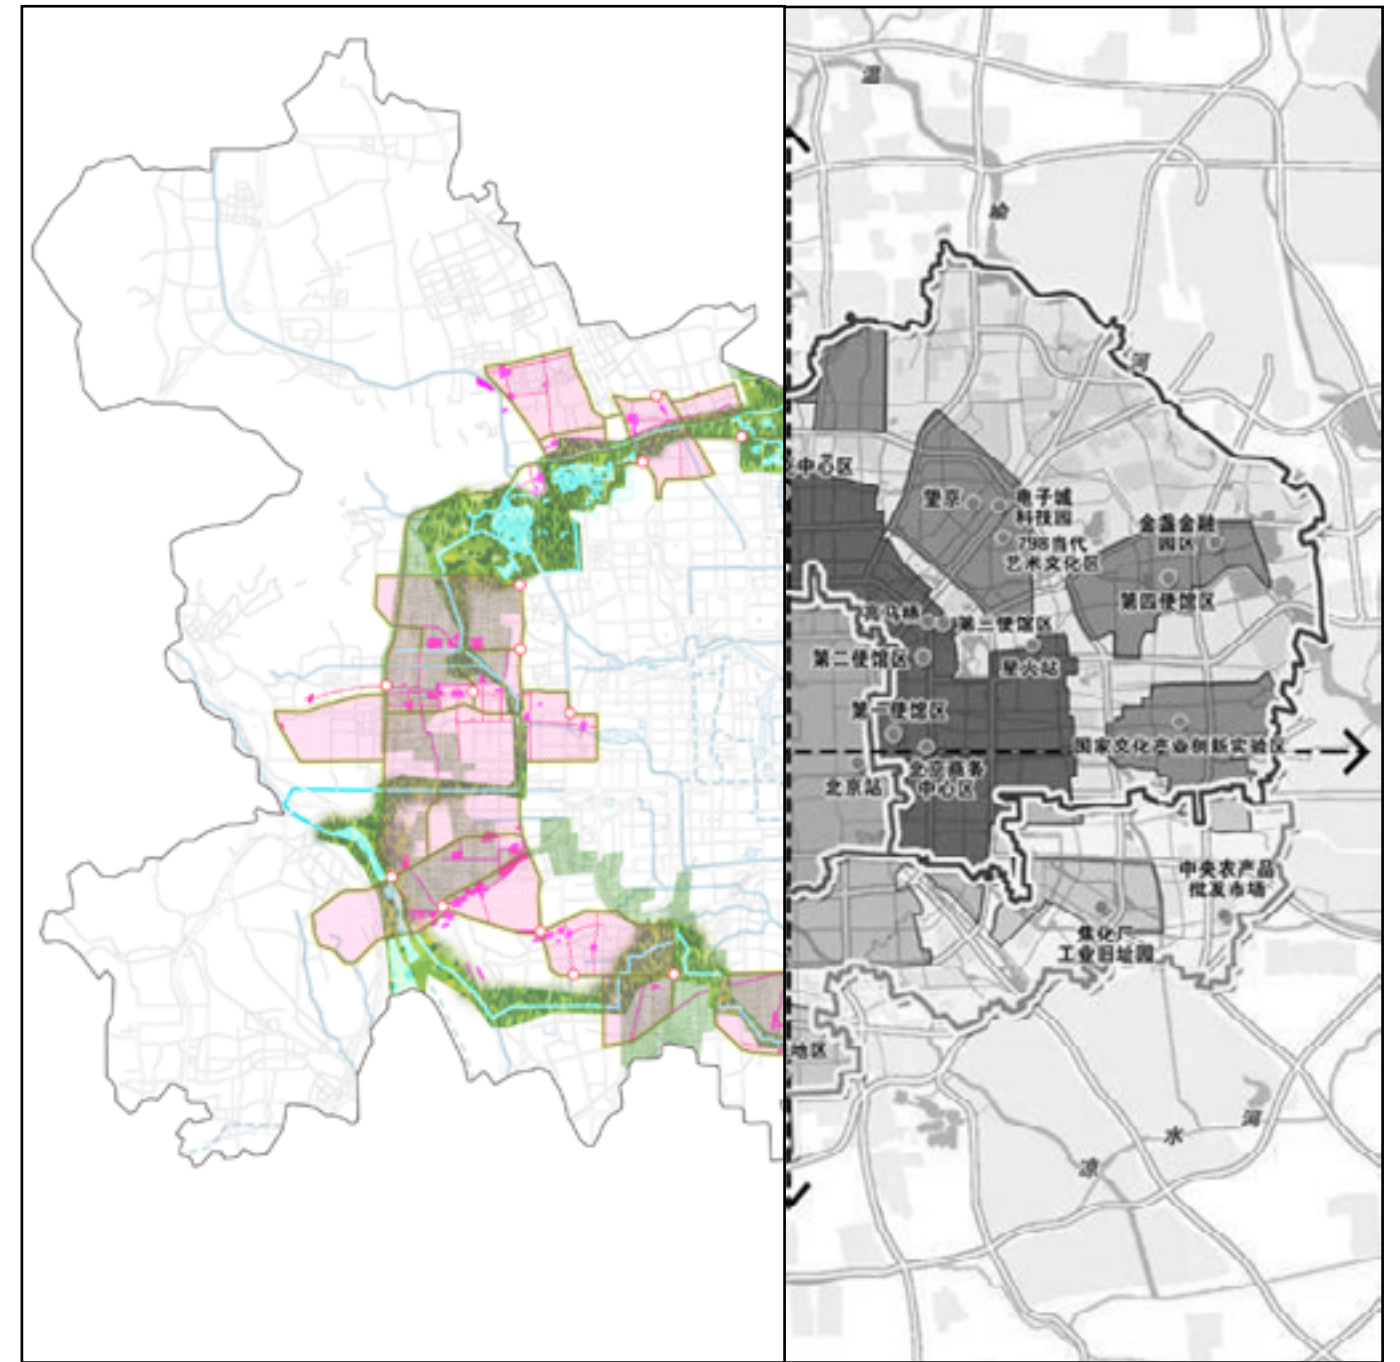 温
榆
河
中心区
望京
电子城
科技园
798当代
艺术文化区
金盏金融
园区
第四使馆区
亮马桥
第三使馆区
第二使馆区
星火站
第一使馆区
国家文化产业创新实验区
北京商务
中心区
北京站
中央农产品
批发市场
焦化厂
工业旧址园
地区
凉
水
河